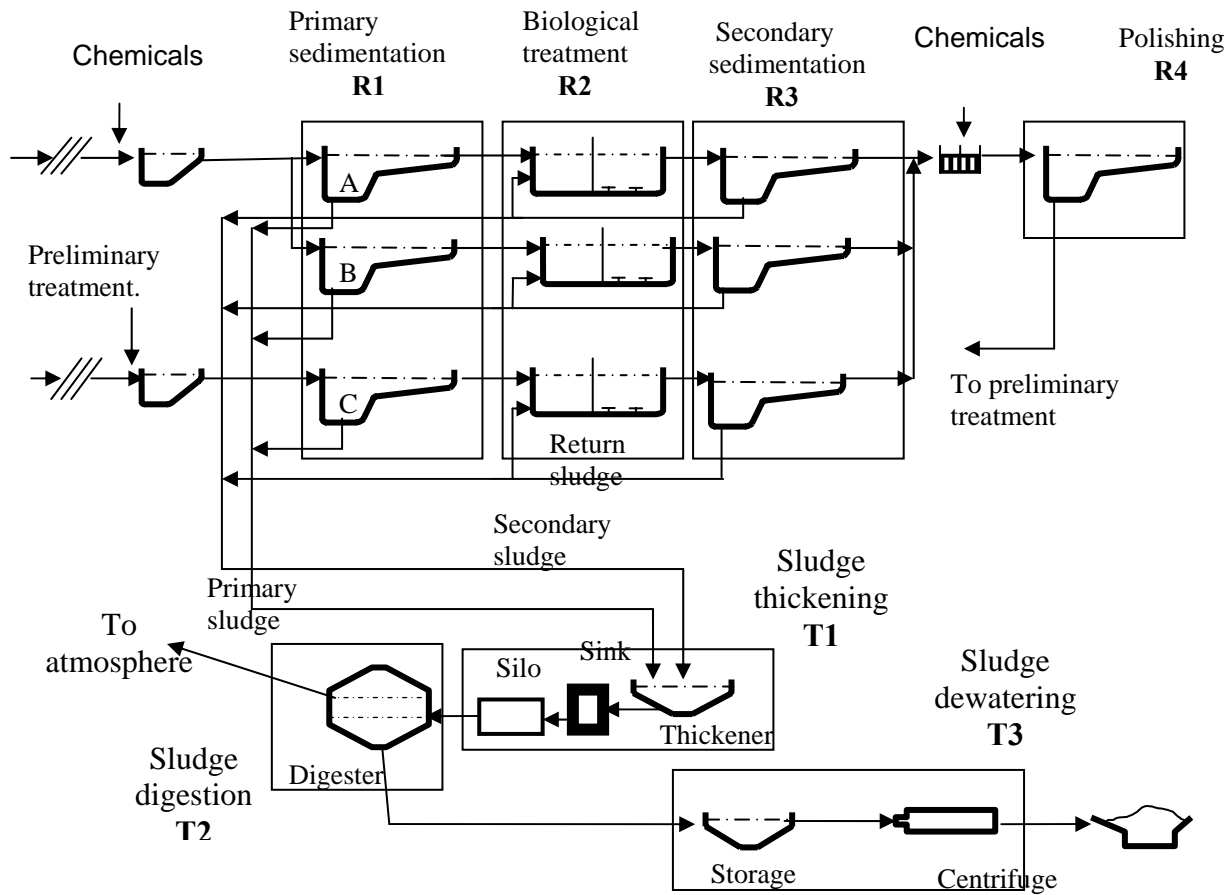 Chemicals
Primary
sedimentation
R1
Biological
treatment
R2
Secondary
sedimentation
R3
Chemicals
Polishing
R4
A
Preliminary
treatment.
B
C
To preliminary
treatment
Return
sludge
Secondary
sludge
Primary
sludge
Sludge
thickening
T1
To
atmosphere
Silo
Sink
Thickener
Sludge
dewatering
T3
Digester
Sludge
digestion
T2
Storage
Centrifuge